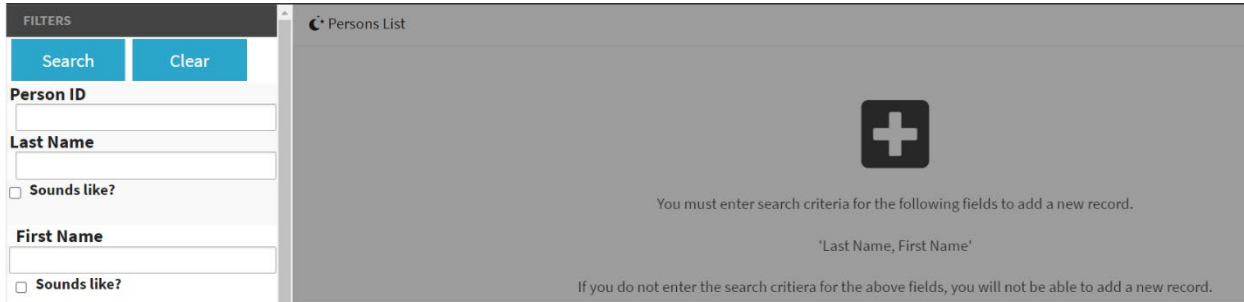 FILTERS
Search Clear
Person ID
Last Name
Sounds like?
First Name
Sounds like?
Persons List
You must enter search criteria for the following fields to add a new record.
'Last Name, First Name'
If you do not enter the search critiera for the above fields, you will not be able to add a new record.